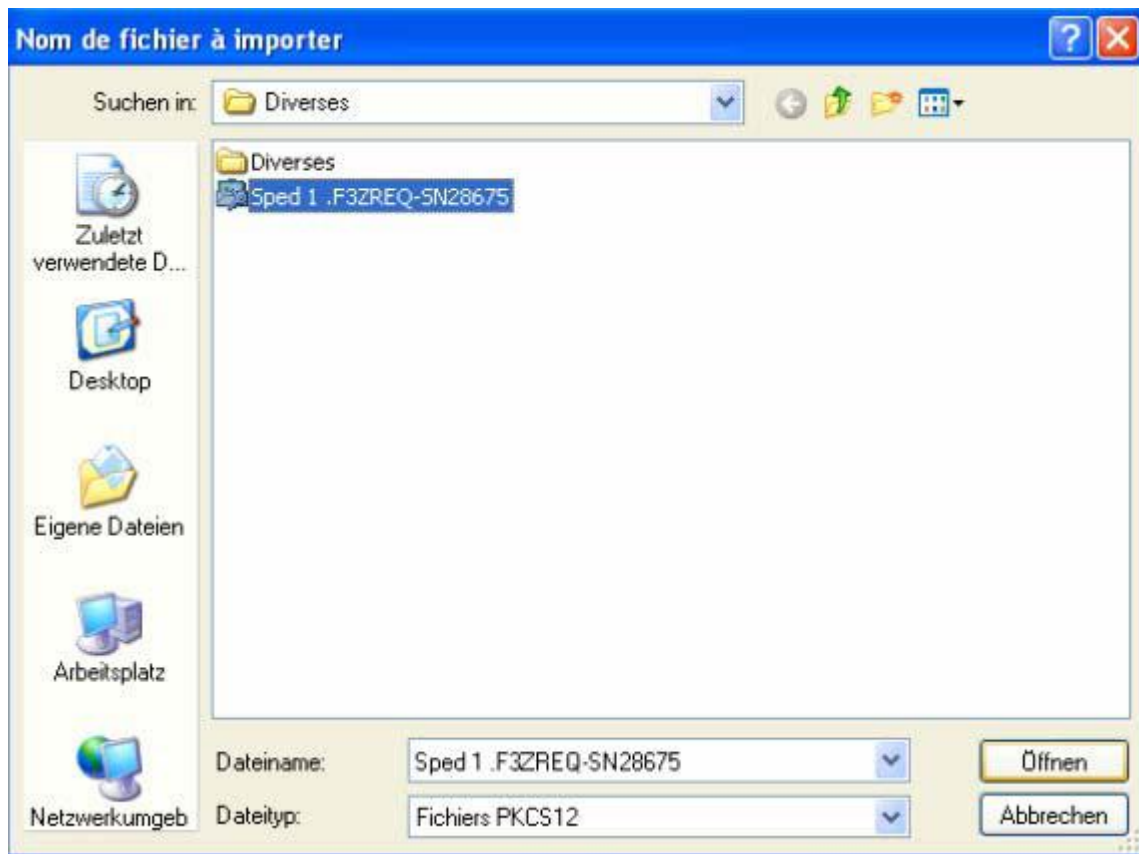 Nom de fichier à importer
Suchen in:
Diverses
Diverses
Sped 1 .F3ZREQ-SN28675
Zuletzt
verwendete D...
Desktop
Eigene Dateien
Arbeitsplatz
Netzwerkumgeb
Dateiname:
Sped 1 .F3ZREQ-SN28675
Öffnen
Dateityp:
Fichiers PKCS12
Abbrechen